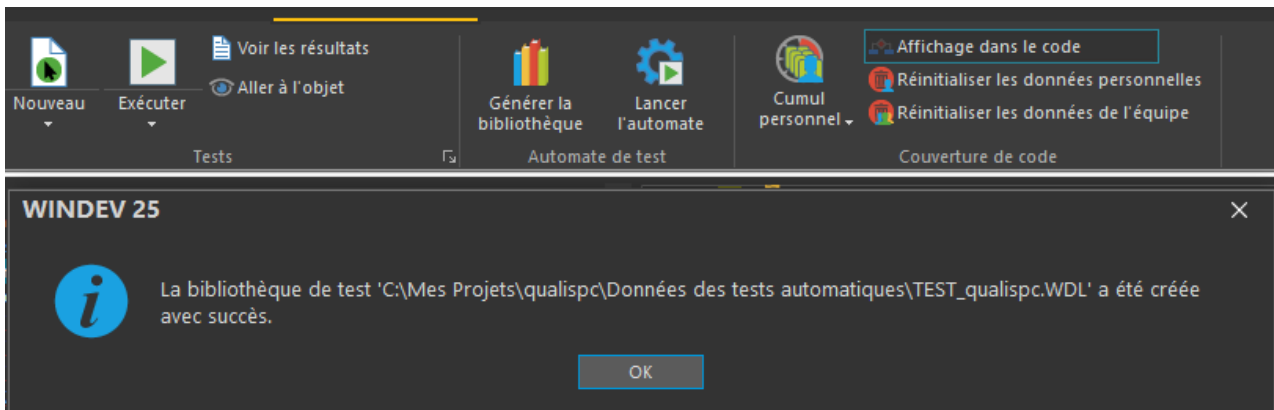 Voir les résultats
Aller à l'objet
Nouveau
Exécuter
Tests
Générer la
bibliothèque
Lancer
l'automate
Automate de test
Cumul
personnel
Affichage dans le code
Réinitialiser les données personnelles
Réinitialiser les données de l'équipe
Couverture de code
WINDEV 25
La bibliothèque de test 'C:\Mes Projets\qualispc\Données des tests automatiques\TEST_qualispc.WDL' a été créée
avec succès.
OK